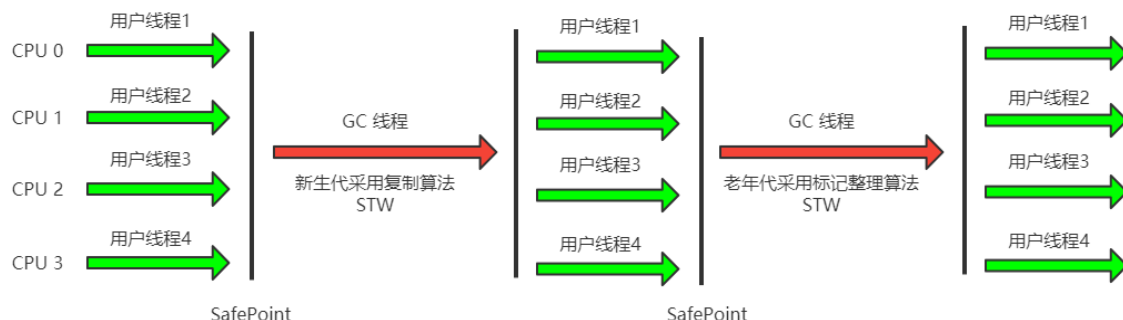 用户线程1
用户线程1
用户线程1
CPU 0
用户线程2
用户线程2
用户线程2
CPU 1
GC 线程
GC 线程
用户线程3
用户线程3
用户线程3
CPU 2
新生代采用复制算法
STW
老年代采用标记整理算法
STW
用户线程4
用户线程4
用户线程4
CPU 3
SafePoint
SafePoint